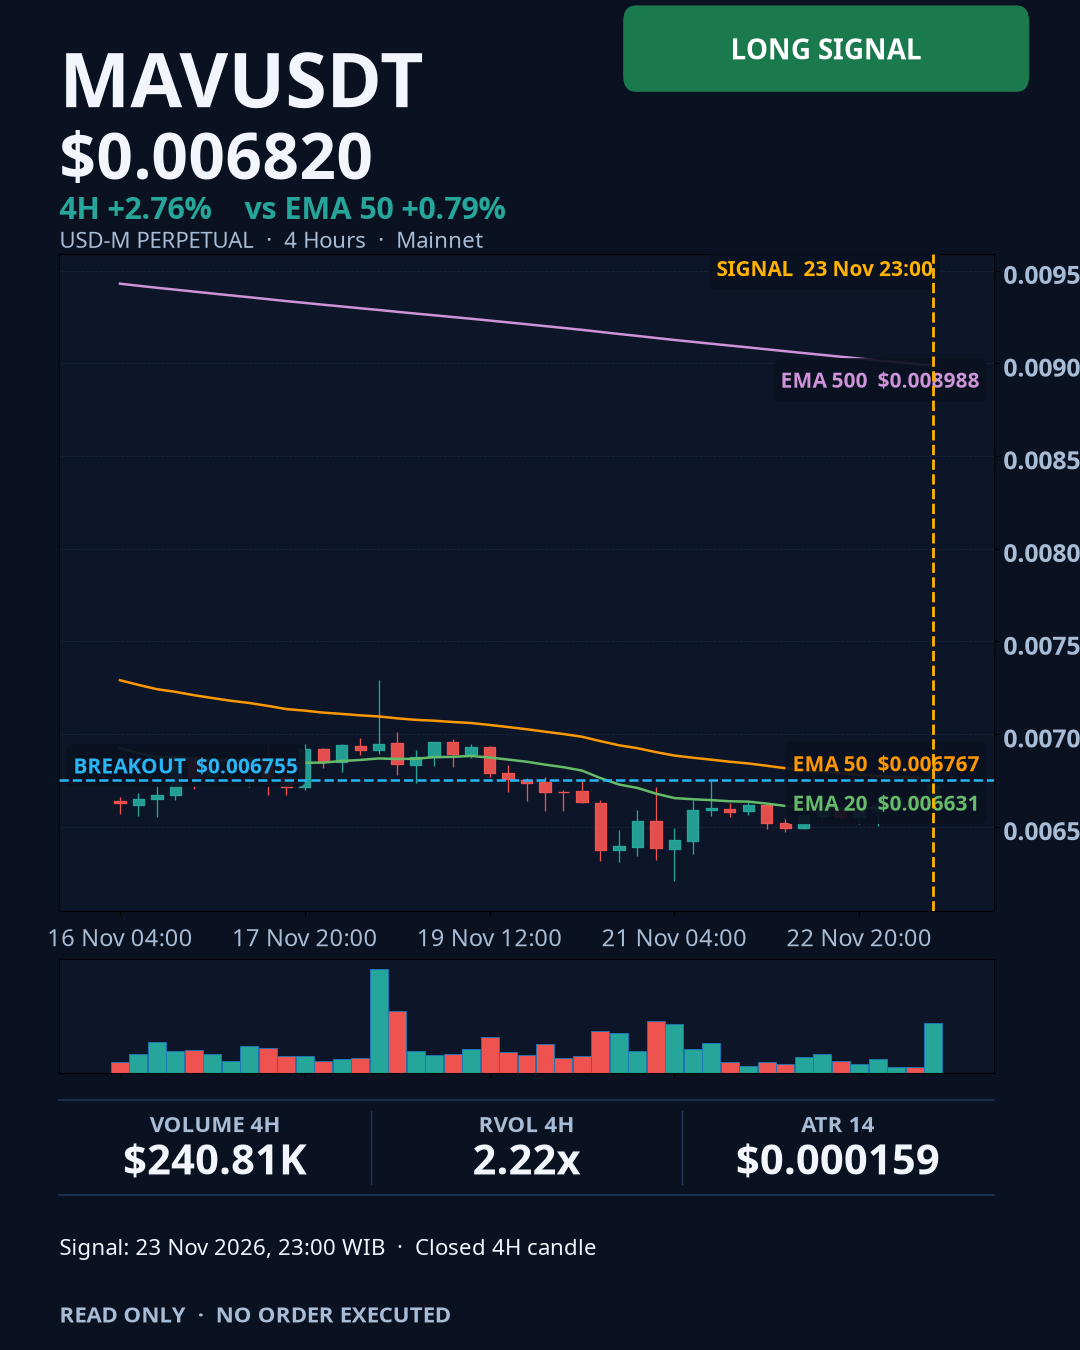 LONG SIGNAL
MAVUSDT
$0.006820
4H +2.76% vs EMA 50 +0.79%
USD-M PERPETUAL · 4 Hours · Mainnet
SIGNAL 23 Nov 23:00
0.0095
0.0090
EMA 500 $0.008988
0.0085
0.0080
0.0075
0.0070
EMA 50 $0.006767
BREAKOUT $0.006755
EMA 20 $0.006631
0.0065
16 Nov 04:00
17 Nov 20:00
19 Nov 12:00
21 Nov 04:00
22 Nov 20:00
VOLUME 4H
$240.81K
RVOL 4H
2.22x
ATR 14
$0.000159
Signal: 23 Nov 2026, 23:00 WIB · Closed 4H candle
READ ONLY · NO ORDER EXECUTED